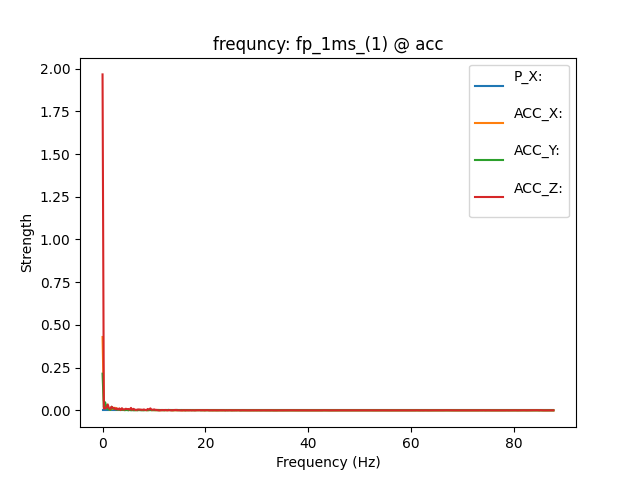 frequncy: fp_1ms_(1) @ acc
2.00
1.75
1.50
1.25
1.00
0.75
0.50
0.25
0.00
Strength
P_X:
ACC_X:
ACC_Y:
ACC_Z:
0 20 40 60 80
Frequency (Hz)